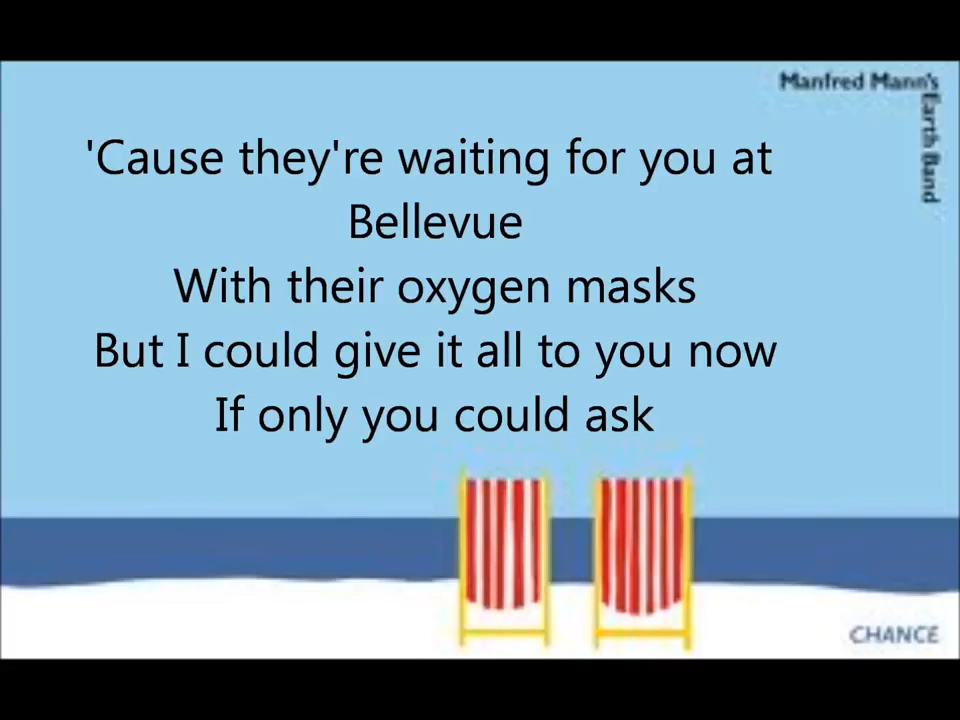 Manfred Mann's
Earth Band
'Cause they're waiting for you at
Bellevue
With their oxygen masks
But I could give it all to you now
If only you could ask
CHANCE